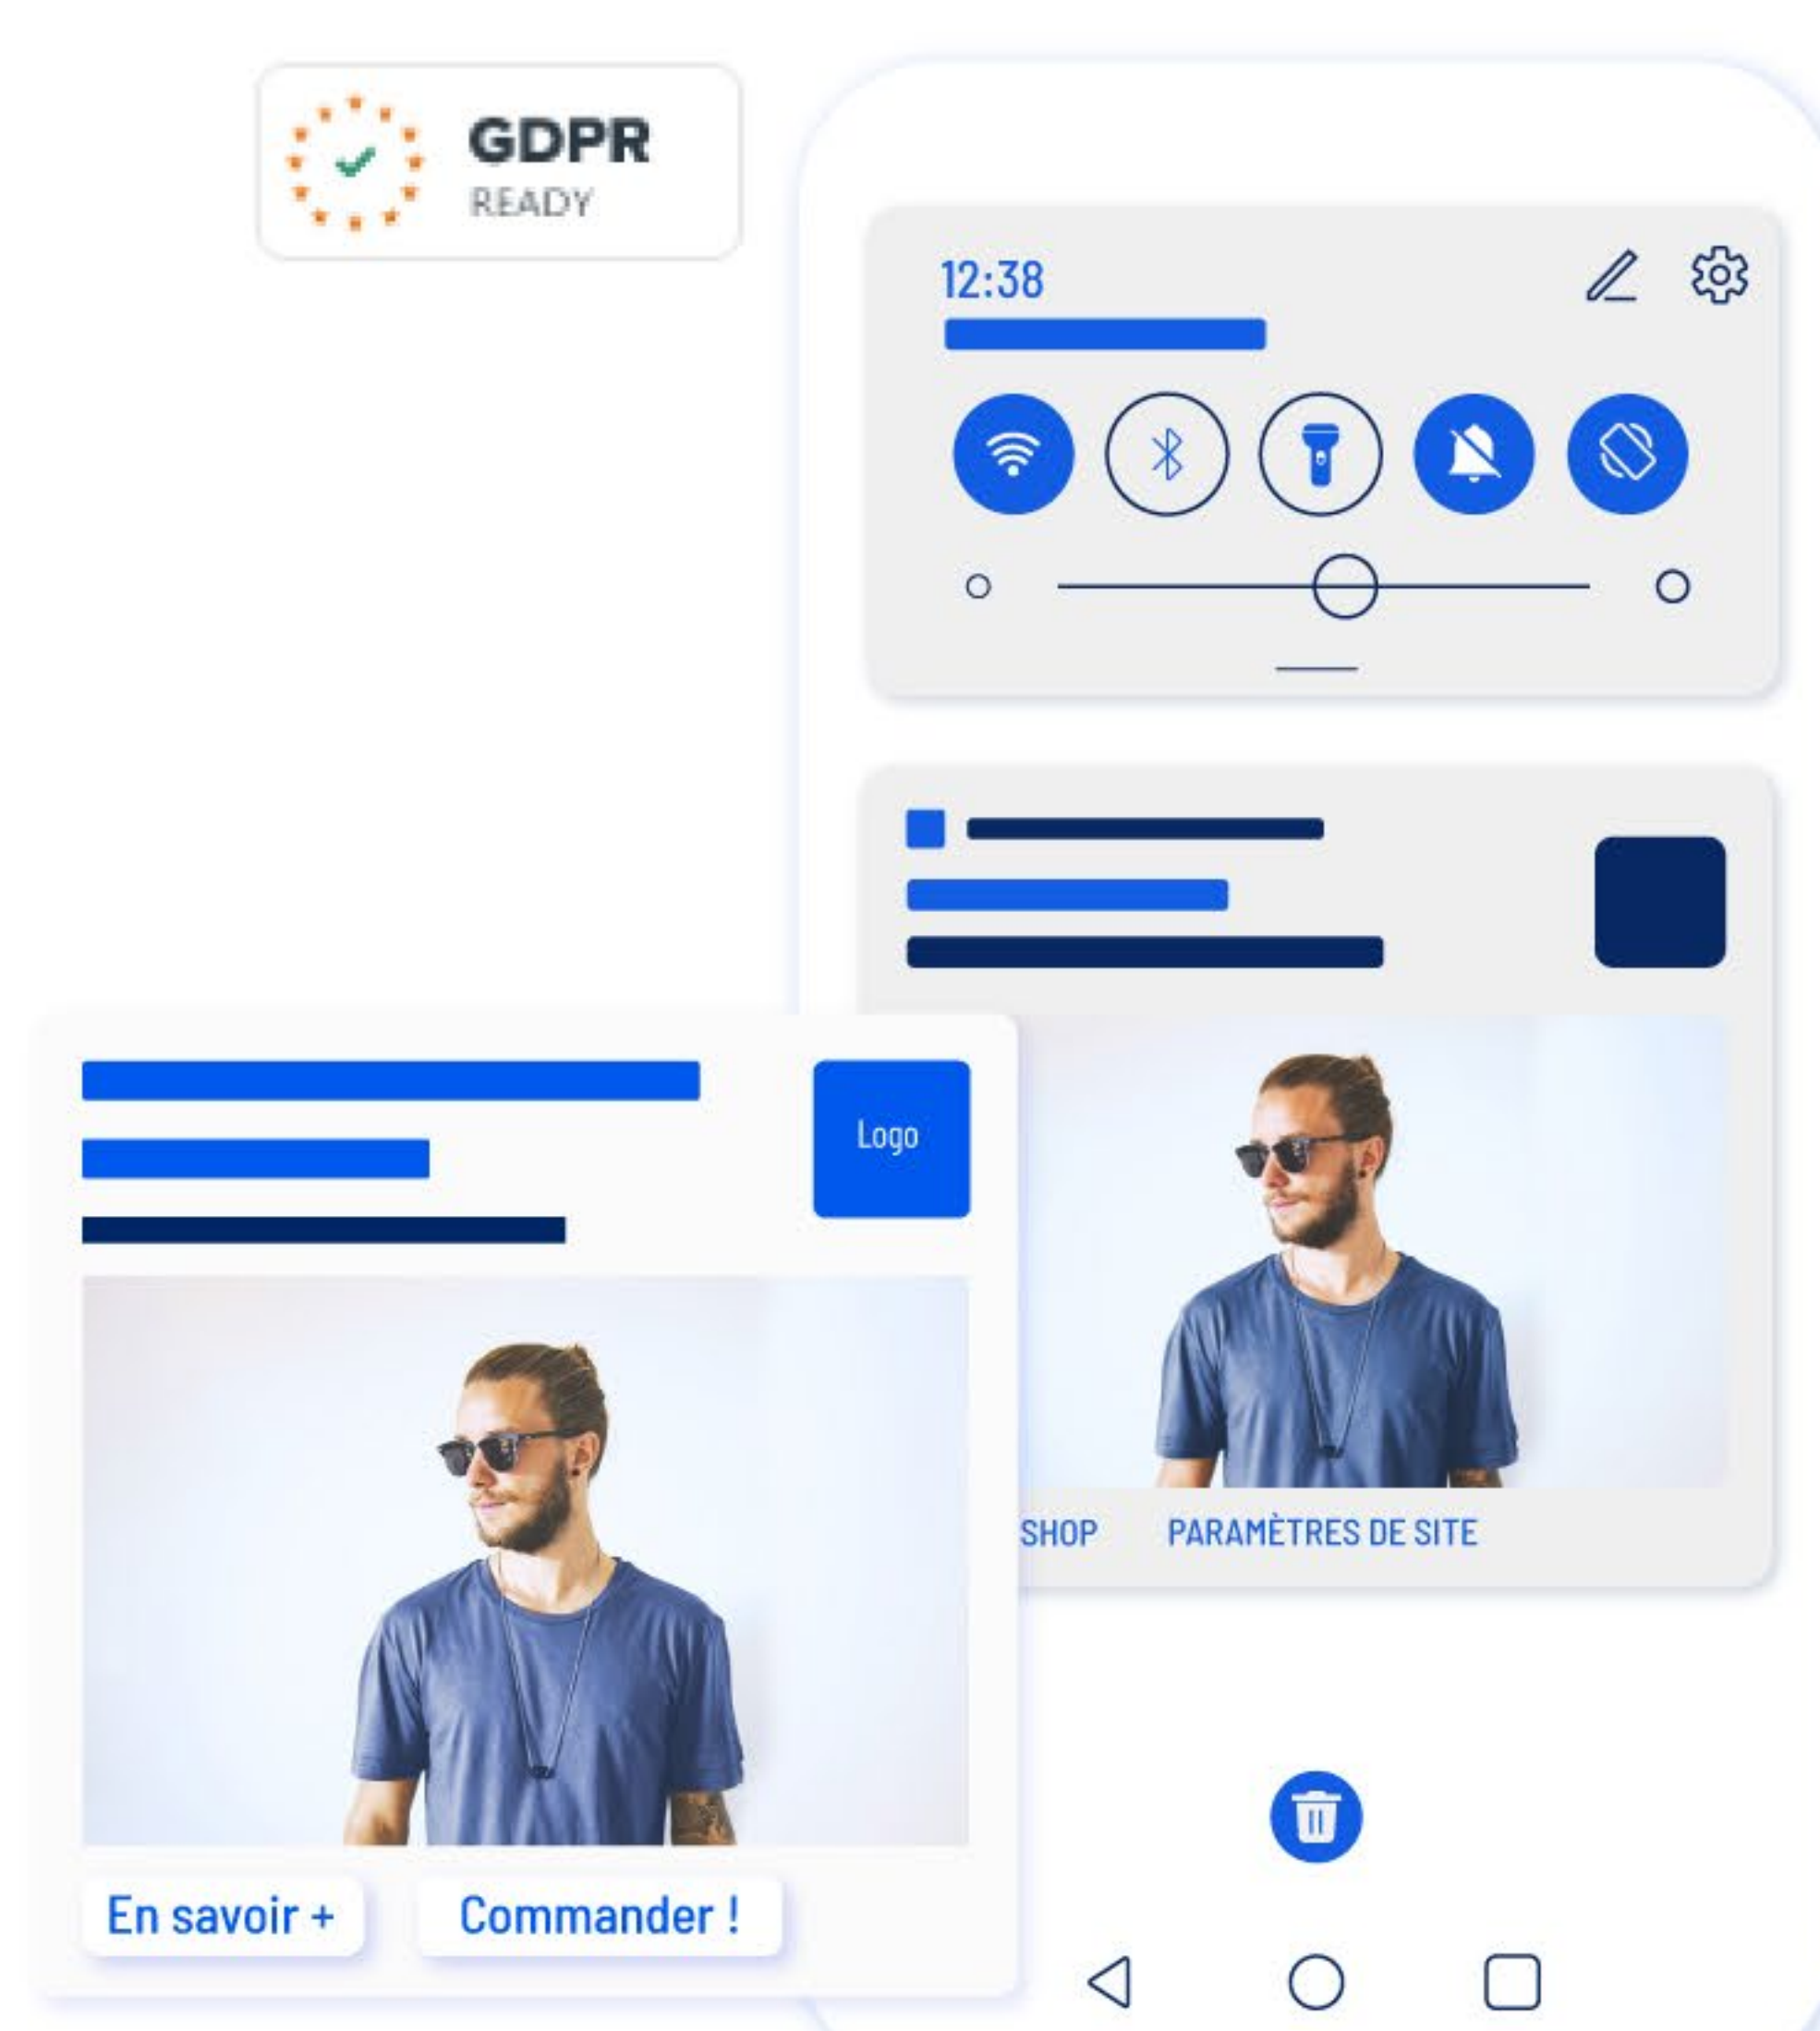 GDPR
READY
12:38
Logo
SHOP PARAMÈTRES DE SITE
En savoir + Commander !